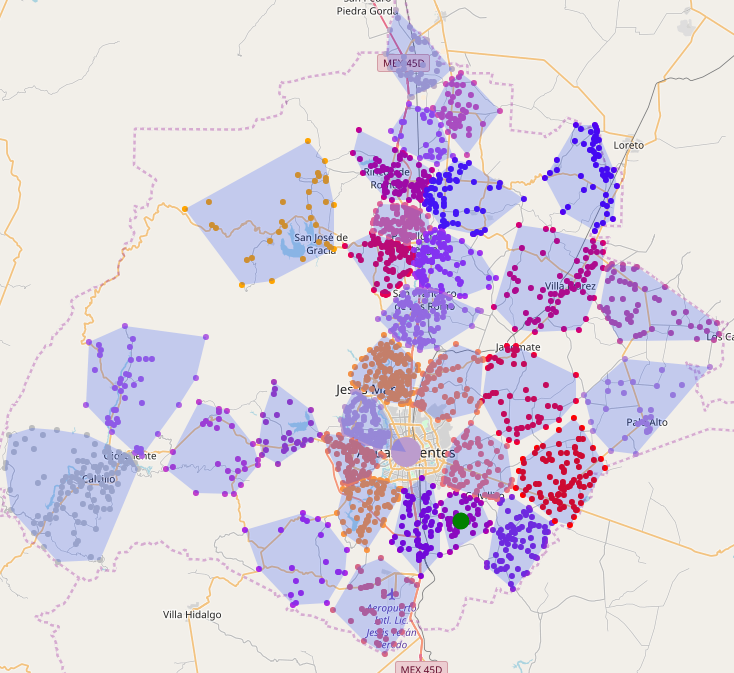 San Pedro
Piedra Gorda
MEX 45D
Loreto
Rincón de
Romos
San José de
Gracia
Villa Juárez
San Francisco
de los Romo
Jaltomate
Jesús María
Palo Alto
Aguascalientes
Ojocaliente
Calvillo
Villa Hidalgo
Aeropuerto
Intl. Lic.
Jesús Terán
Peredo
MEX 45D